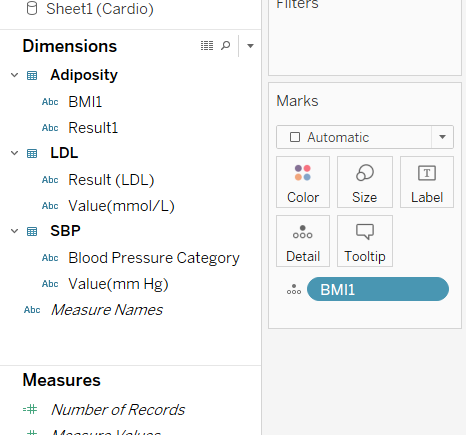 Sheet1 (Cardio)
Dimensions
Adiposity
Abc BMI1
Abc Result1
LDL
Abc Result (LDL)
Abc Value(mmol/L)
SBP
Abc Blood Pressure Category
Abc Value(mm Hg)
Abc Measure Names
Measures
Number of Records
Measure Values
Filters
Marks
Automatic
Color Size Label
Detail Tooltip
BMI1